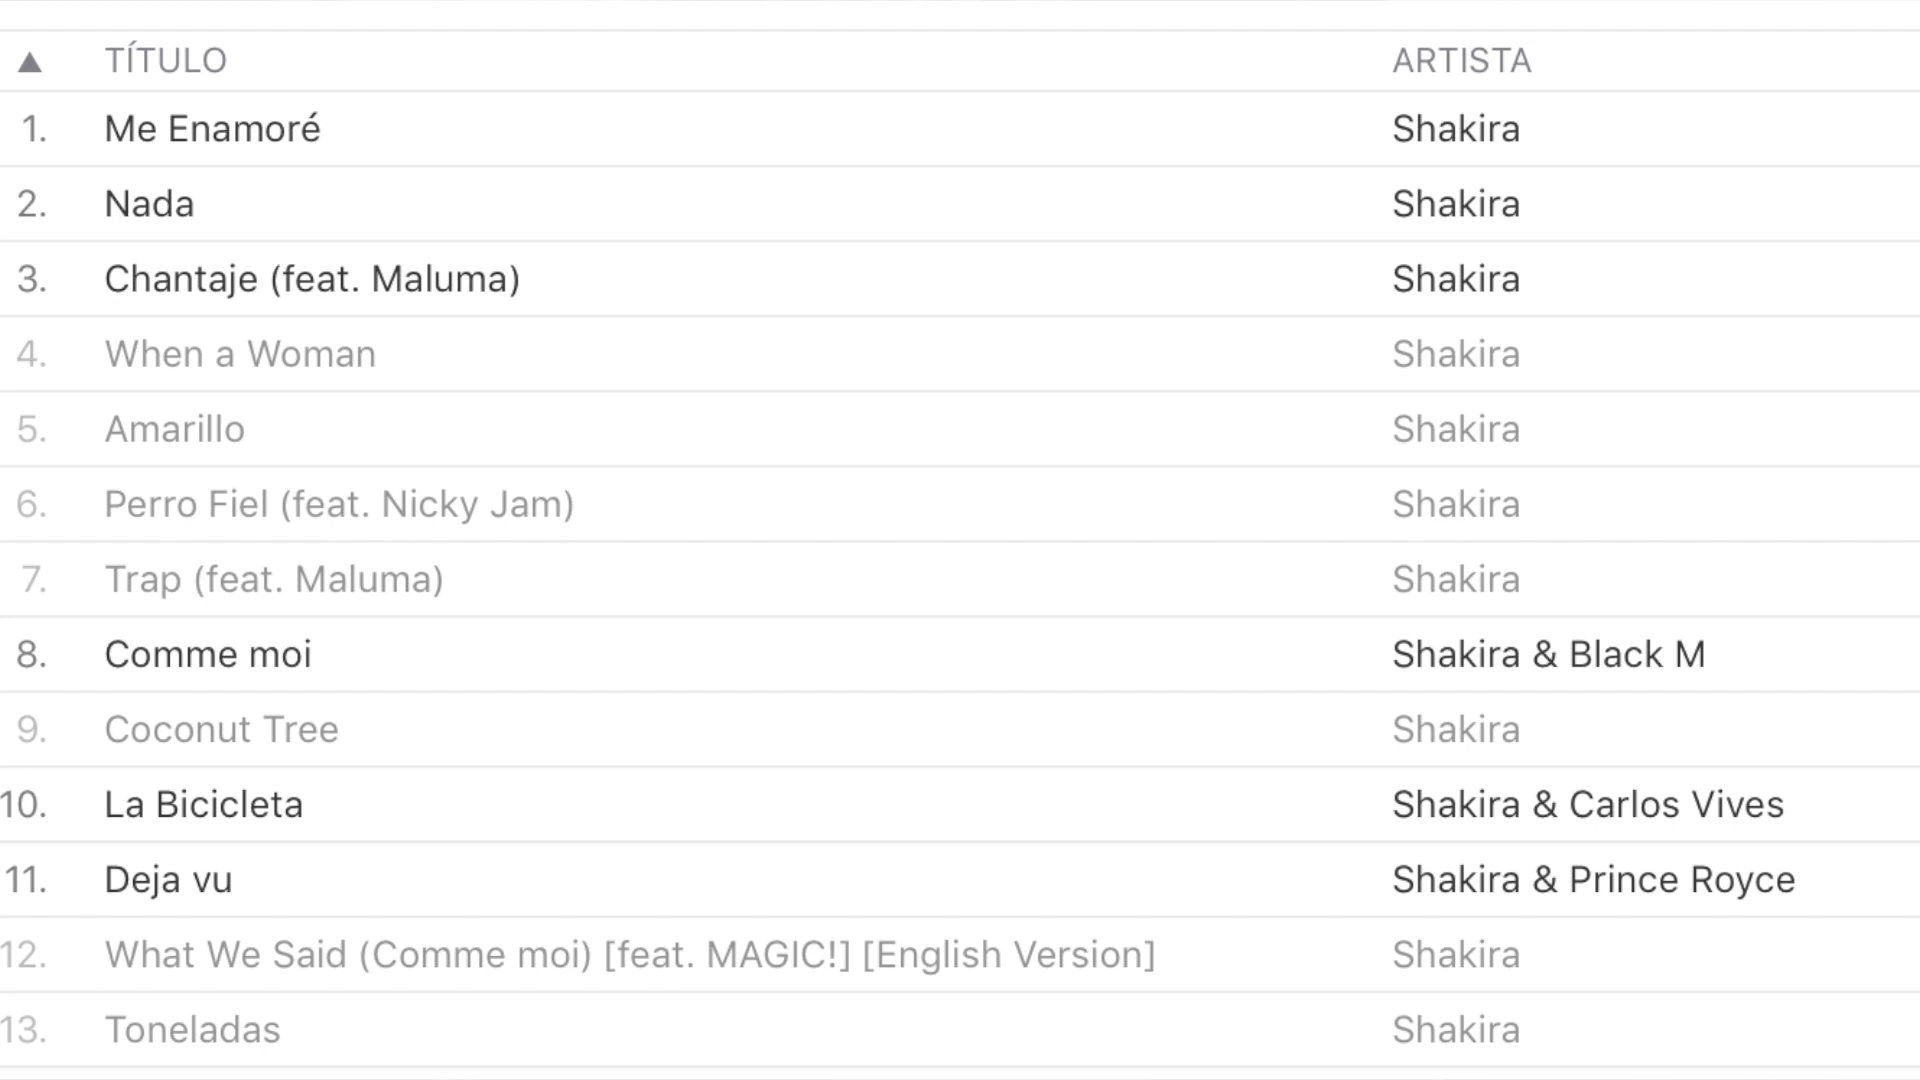 ▲ TÍTULO ARTISTA
1. Me Enamoré Shakira
2. Nada Shakira
3. Chantaje (feat. Maluma) Shakira
4. When a Woman Shakira
5. Amarillo Shakira
6. Perro Fiel (feat. Nicky Jam) Shakira
7. Trap (feat. Maluma) Shakira
8. Comme moi Shakira & Black M
9. Coconut Tree Shakira
10. La Bicicleta Shakira & Carlos Vives
11. Deja vu Shakira & Prince Royce
12. What We Said (Comme moi) [feat. MAGIC!] [English Version] Shakira
13. Toneladas Shakira